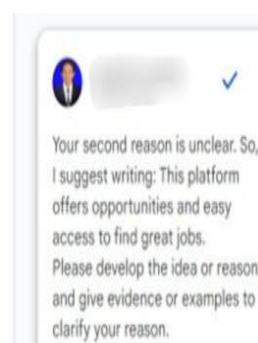 Your second reason is unclear. So,
I suggest writing: This platform
offers opportunities and easy
access to find great jobs.
Please develop the idea or reason
and give evidence or examples to
clarify your reason.